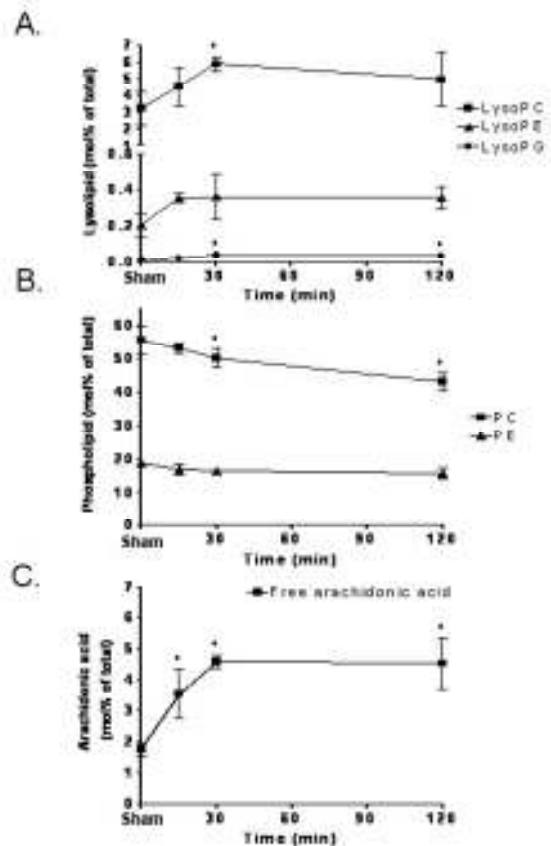 A.
Lysolipid (mol% of total)
7
6
5
4
3
2
1
0.6
0.4
0.2
0.0
Sham 30 60 90 120
Time (min)
LysoPC
LysoPE
LysoPG
B.
Phospholipid (mol% of total)
60
50
40
30
20
10
0
Sham 30 60 90 120
Time (min)
PC
PE
C.
Arachidonic acid
(mol% of total)
7
6
5
4
3
2
1
0
Free arachidonic acid
Sham 30 60 90 120
Time (min)